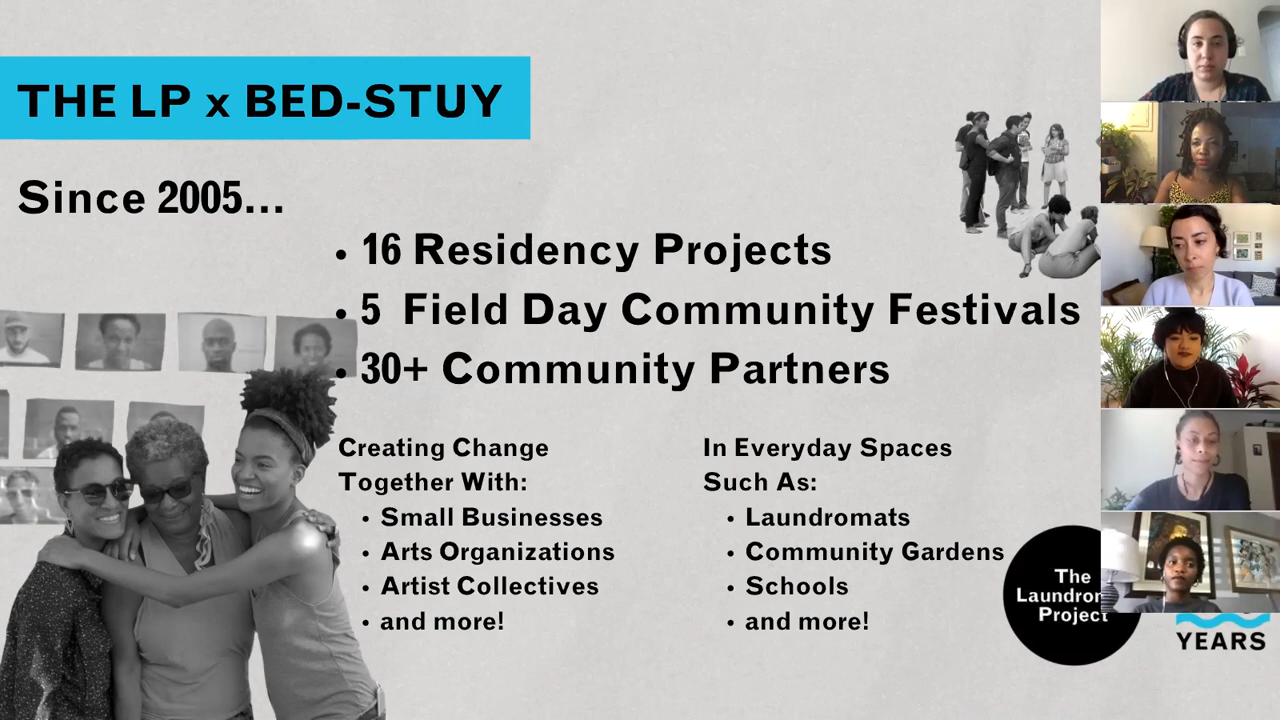 THE LP x BED-STUY
Since 2005...
• 16 Residency Projects
• 5 Field Day Community Festivals
• 30+ Community Partners
Creating Change
Together With:
• Small Businesses
• Arts Organizations
• Artist Collectives
• and more!
In Everyday Spaces
Such As:
• Laundromats
• Community Gardens
• Schools
• and more!
The
Project
YEARS